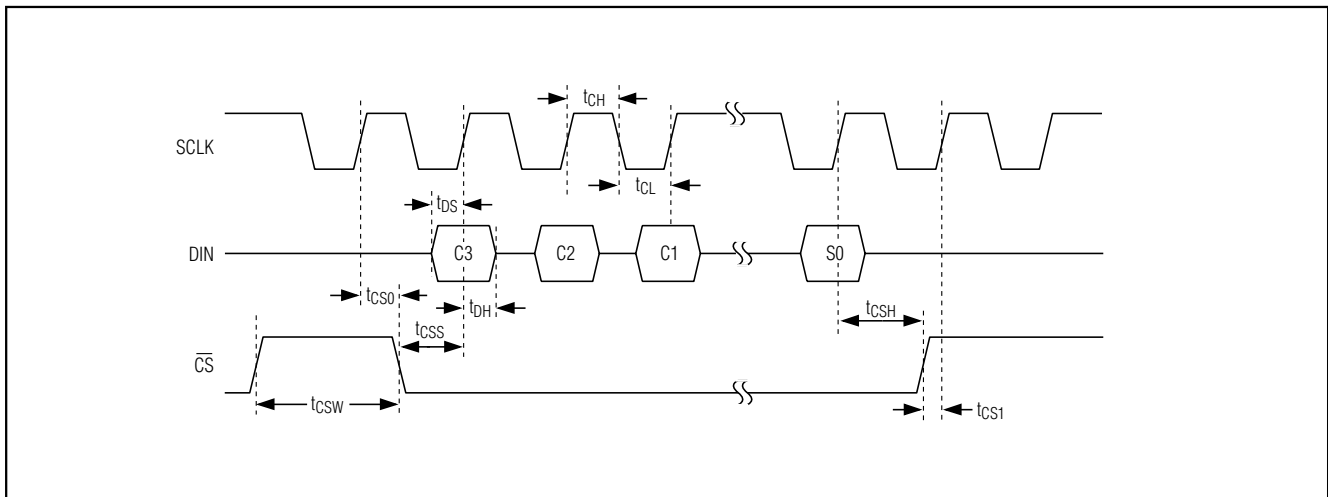 tCH
SCLK
tCL
tDS
DIN
C3
C2
C1
S0
tCS0
tDH
tCSS
tCSH
CS
tCSW
tCS1